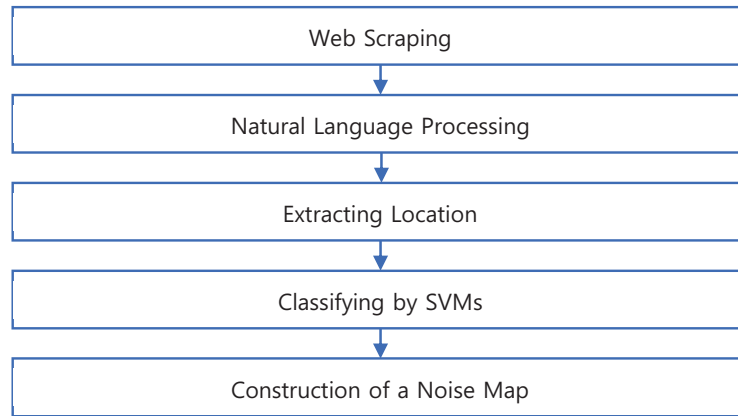 Web Scraping
Natural Language Processing
Extracting Location
Classifying by SVMs
Construction of a Noise Map